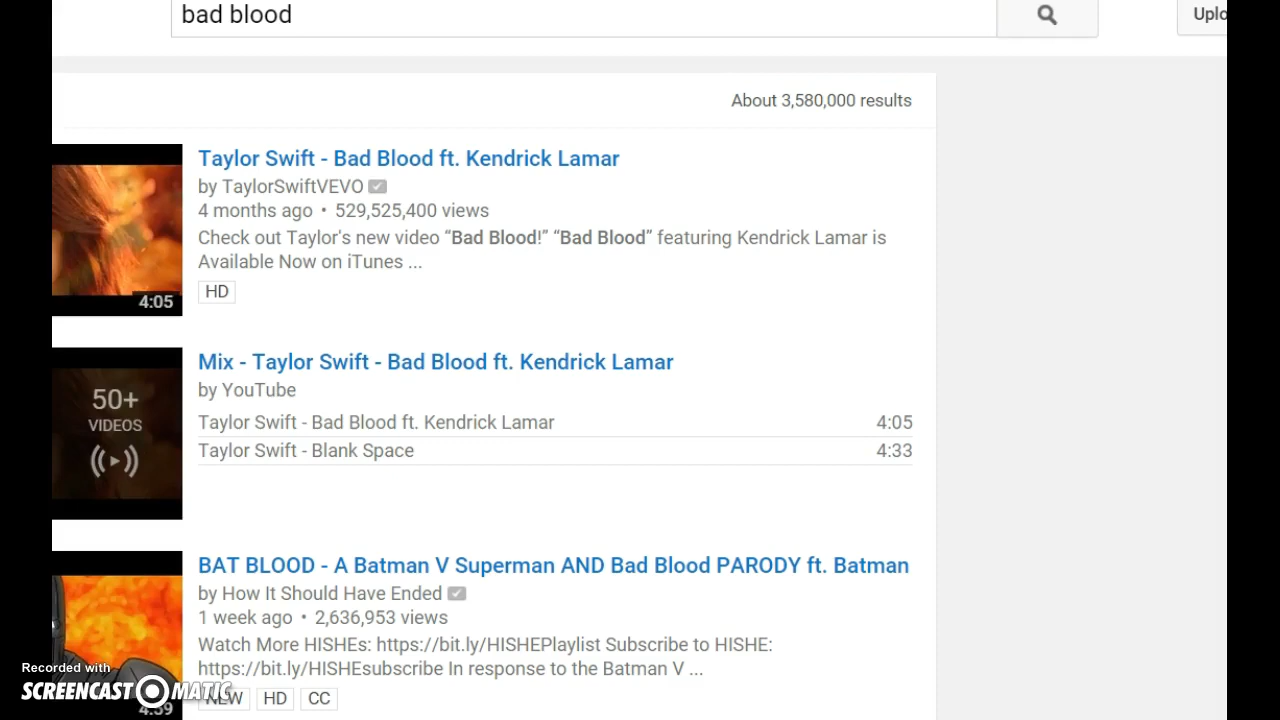 bad blood
Uplo
About 3,580,000 results
Taylor Swift - Bad Blood ft. Kendrick Lamar
by TaylorSwiftVEVO
4 months ago • 529,525,400 views
Check out Taylor's new video “Bad Blood!” “Bad Blood” featuring Kendrick Lamar is
Available Now on iTunes ...
HD
4:05
Mix - Taylor Swift - Bad Blood ft. Kendrick Lamar
by YouTube
50+
VIDEOS
Taylor Swift - Bad Blood ft. Kendrick Lamar 4:05
Taylor Swift - Blank Space 4:33
BAT BLOOD - A Batman V Superman AND Bad Blood PARODY ft. Batman
by How It Should Have Ended
1 week ago • 2,636,953 views
Watch More HISHEs: https://bit.ly/HISHEPlaylist Subscribe to HISHE:
https://bit.ly/HISHEsubscribe In response to the Batman V ...
NEW HD CC
4:39
Recorded with
SCREENCAST MATIC